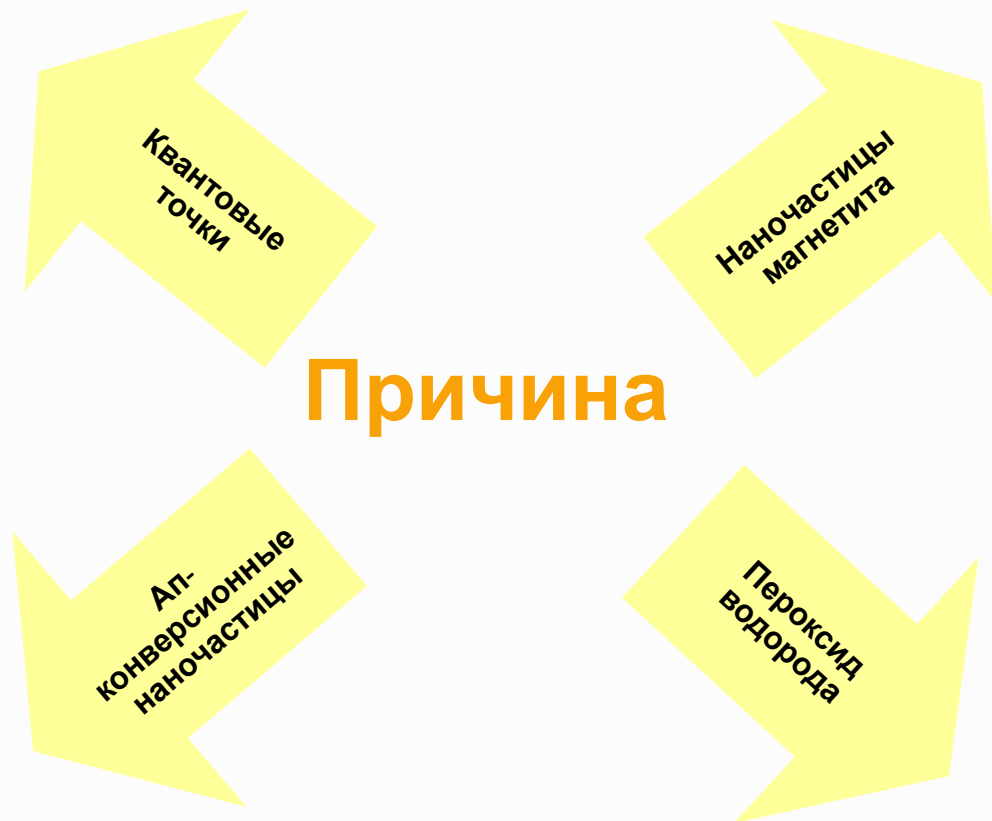 Квантовые
точки
Наночастицы
магнетита
Причина
Ап-
конверсионные
наночастицы
Пероксид
водорода